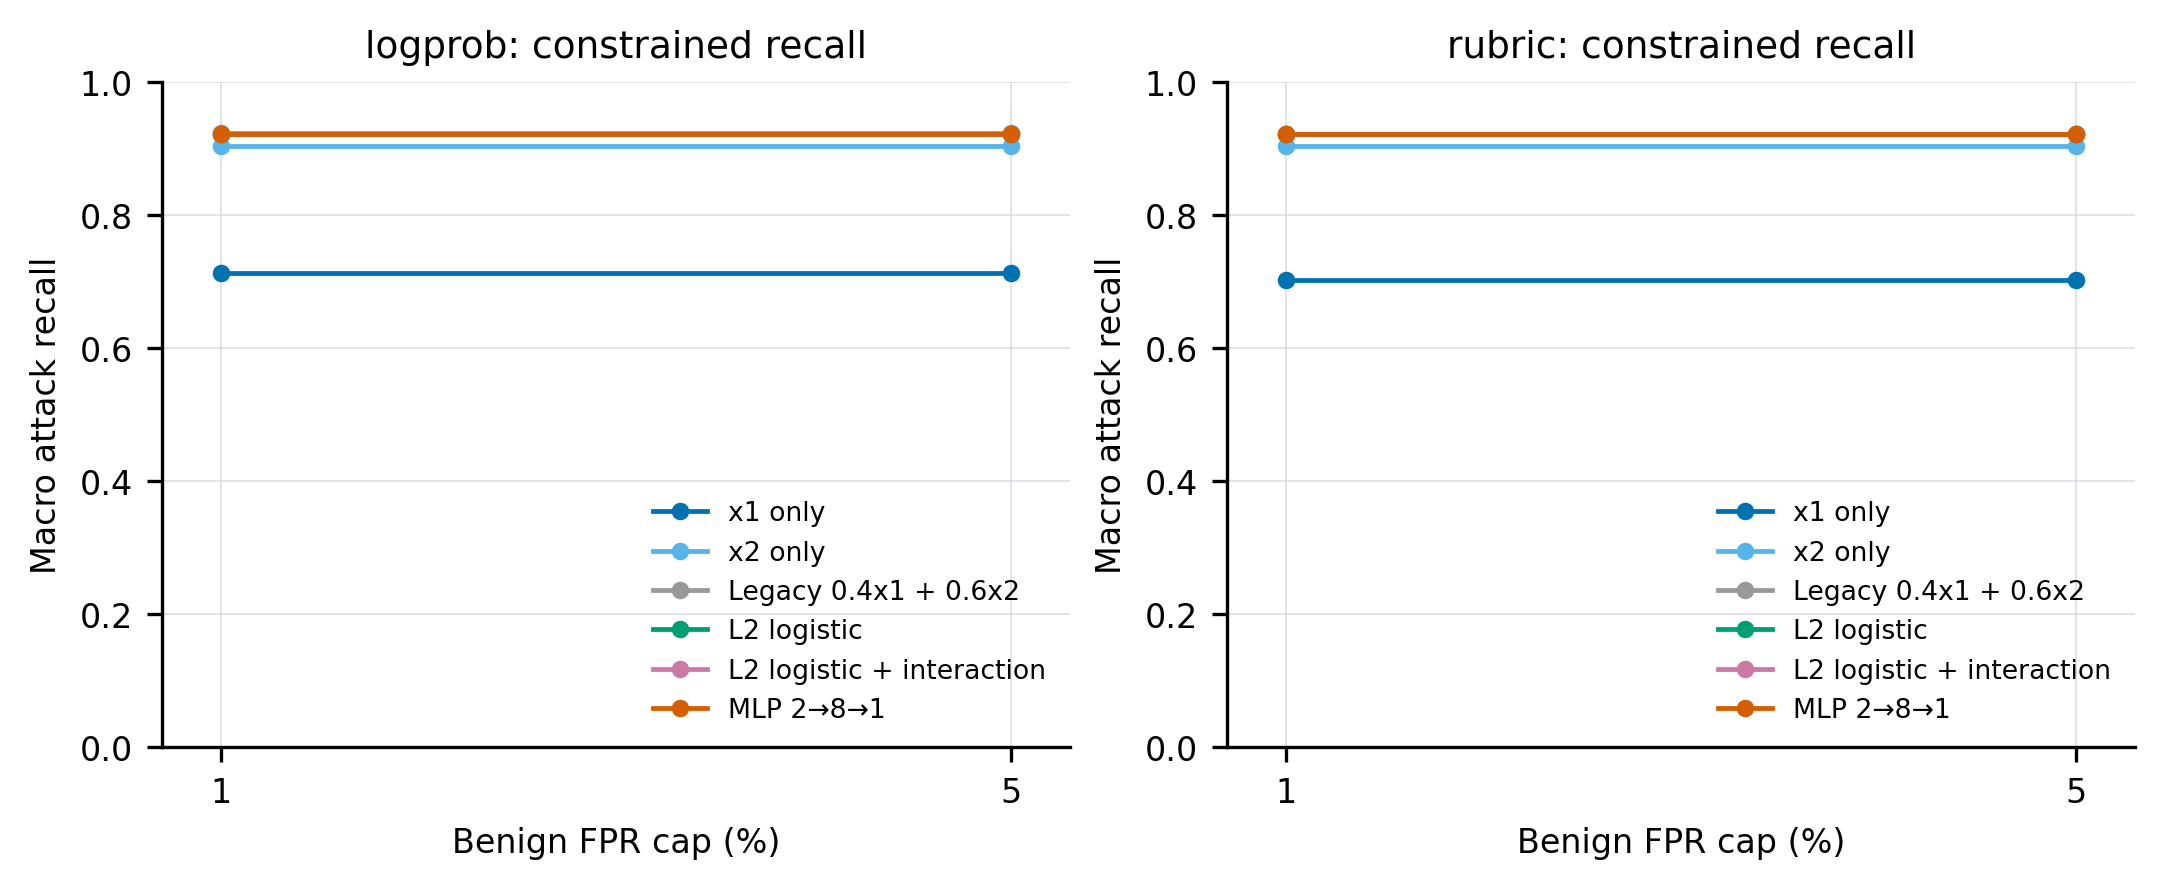 logprob: constrained recall
Macro attack recall
1.0
0.8
0.6
0.4
0.2
0.0
x1 only
x2 only
Legacy 0.4x1 + 0.6x2
L2 logistic
L2 logistic + interaction
MLP 2→8→1
1
5
Benign FPR cap (%)
rubric: constrained recall
Macro attack recall
1.0
0.8
0.6
0.4
0.2
0.0
x1 only
x2 only
Legacy 0.4x1 + 0.6x2
L2 logistic
L2 logistic + interaction
MLP 2→8→1
1
5
Benign FPR cap (%)